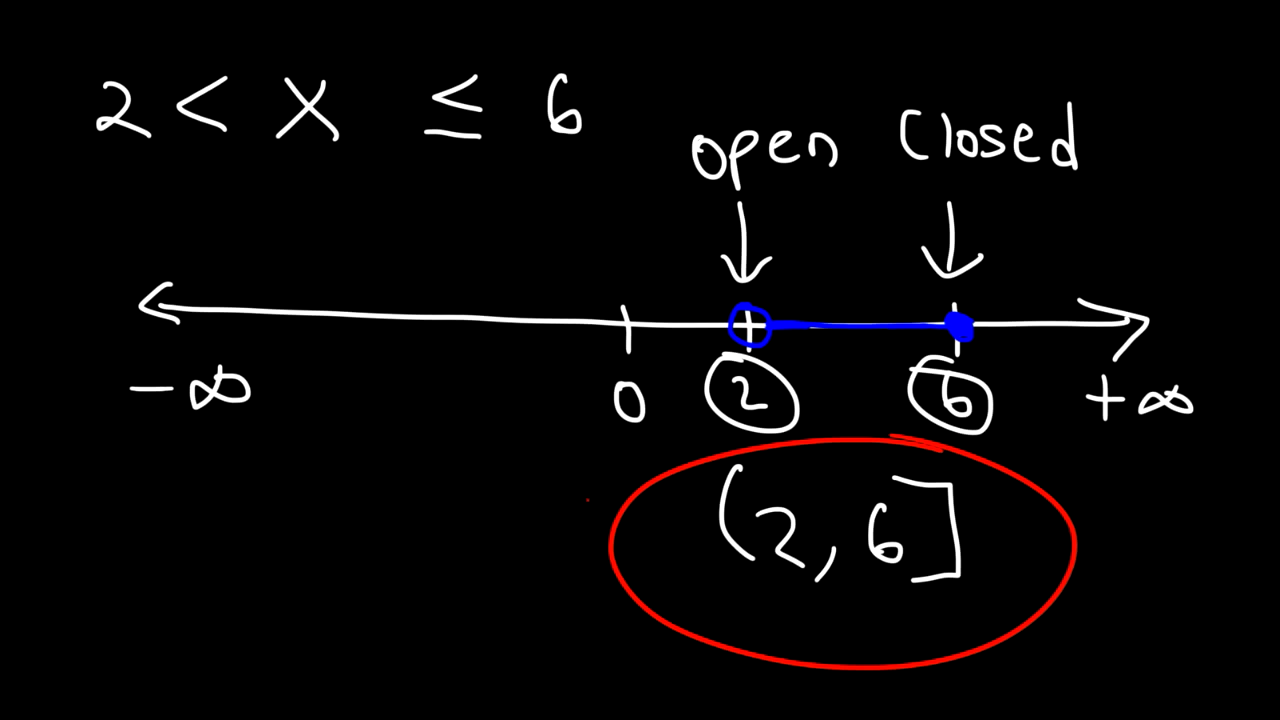 2 < x ≤ 6
open closed
-∞ 0 2 6 +∞
(2, 6]